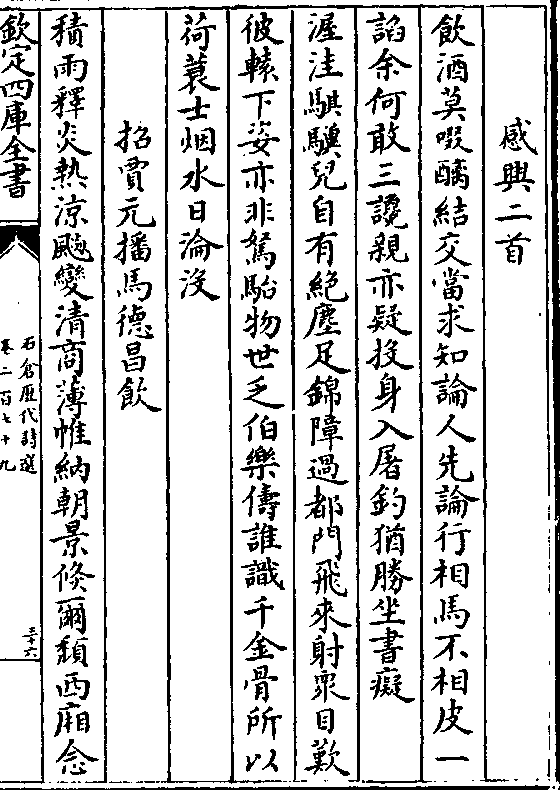 感興二首
飲酒莫啜醨結交當求知論人先論行相馬不相皮一
諂余何敢三讒親亦疑投身入屠釣猶勝坐書癡
渥洼騏驥兒自有絶塵足錦障過都門飛來射衆目歎
彼轅下姿亦非駑駘物世乏伯樂儔誰識千金骨所以
荷蓑士烟水日淪没
招賈元播馬德昌飲
積雨釋炎熱涼颸變清商薄帷納朝景倐爾頽西廂念
欽定四庫全書
石倉歴代詩選
卷二百七十九
三十六